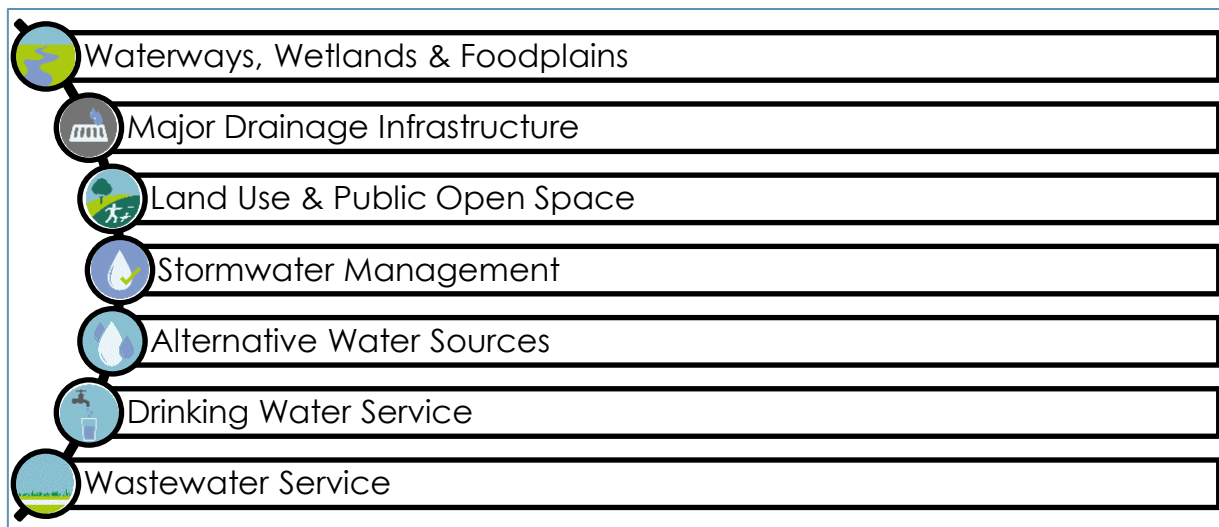 Waterways, Wetlands & Foodplains
Major Drainage Infrastructure
Land Use & Public Open Space
Stormwater Management
Alternative Water Sources
Drinking Water Service
Wastewater Service